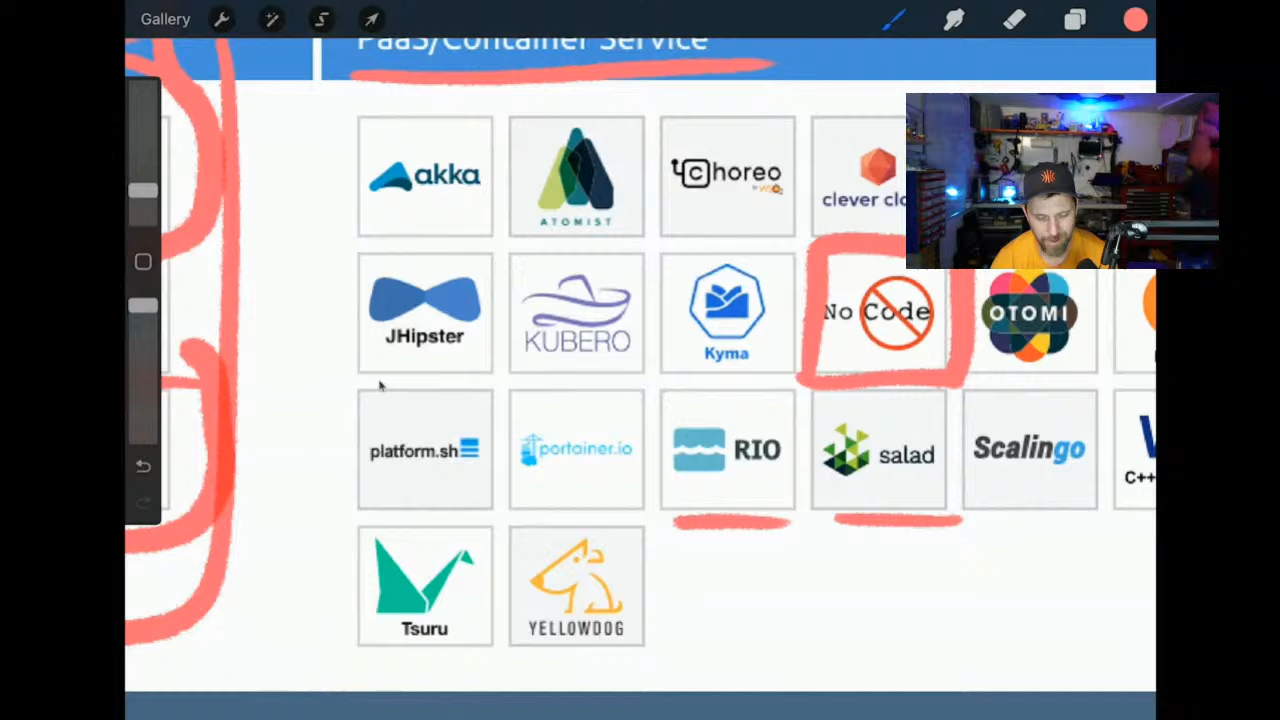 Gallery
PaaS/Container Service
akka
ATOMIST
choreo
clever clo
JHipster
KUBERO
Kyma
No Code
OTOMI
platform.sh
portainer.io
RIO
salad
Scalingo
C++
Tsuru
YELLOWDOG